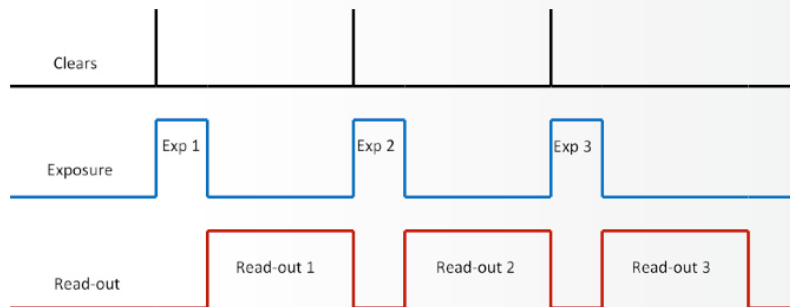 Clears
Exp 1
Exp 2
Exp 3
Exposure
Read-out 1
Read-out 2
Read-out 3
Read-out